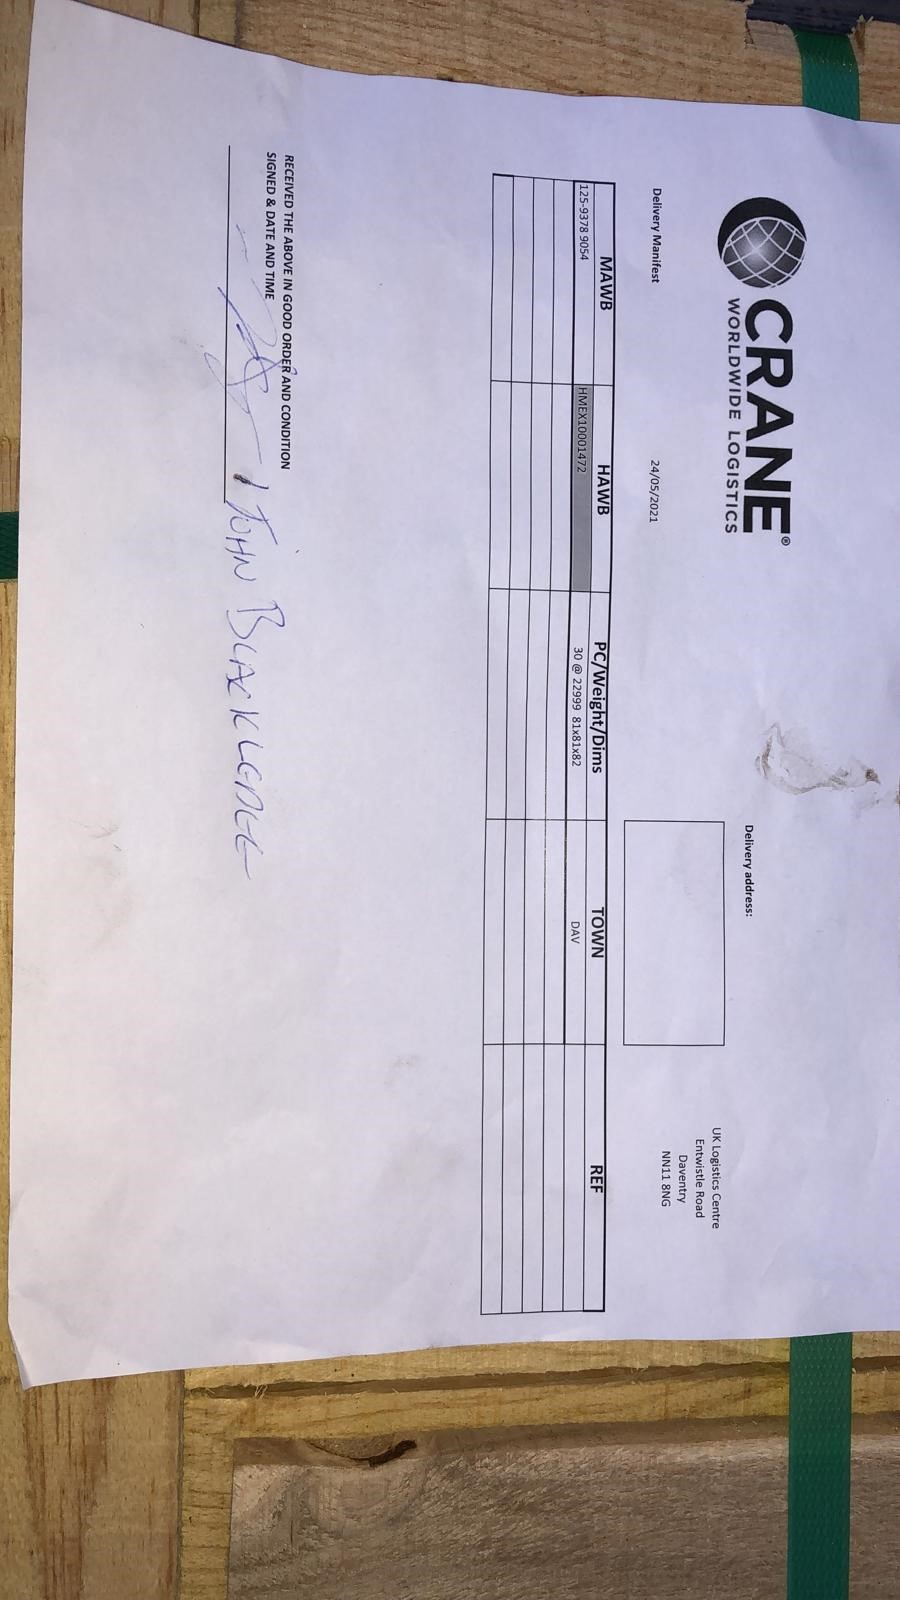 CRANE®
WORLDWIDE LOGISTICS
Delivery address:
UK Logistics Centre
Entwistle Road
Daventry
NN11 8NG
Delivery Manifest 24/05/2021
MAWB HAWB PC/Weight/Dims TOWN REF
125-9378 9054 HMEX10001472 30 @ 22999 81x81x82 DAV
RECEIVED THE ABOVE IN GOOD ORDER AND CONDITION
SIGNED & DATE AND TIME
JOHN BLACKLEDGE